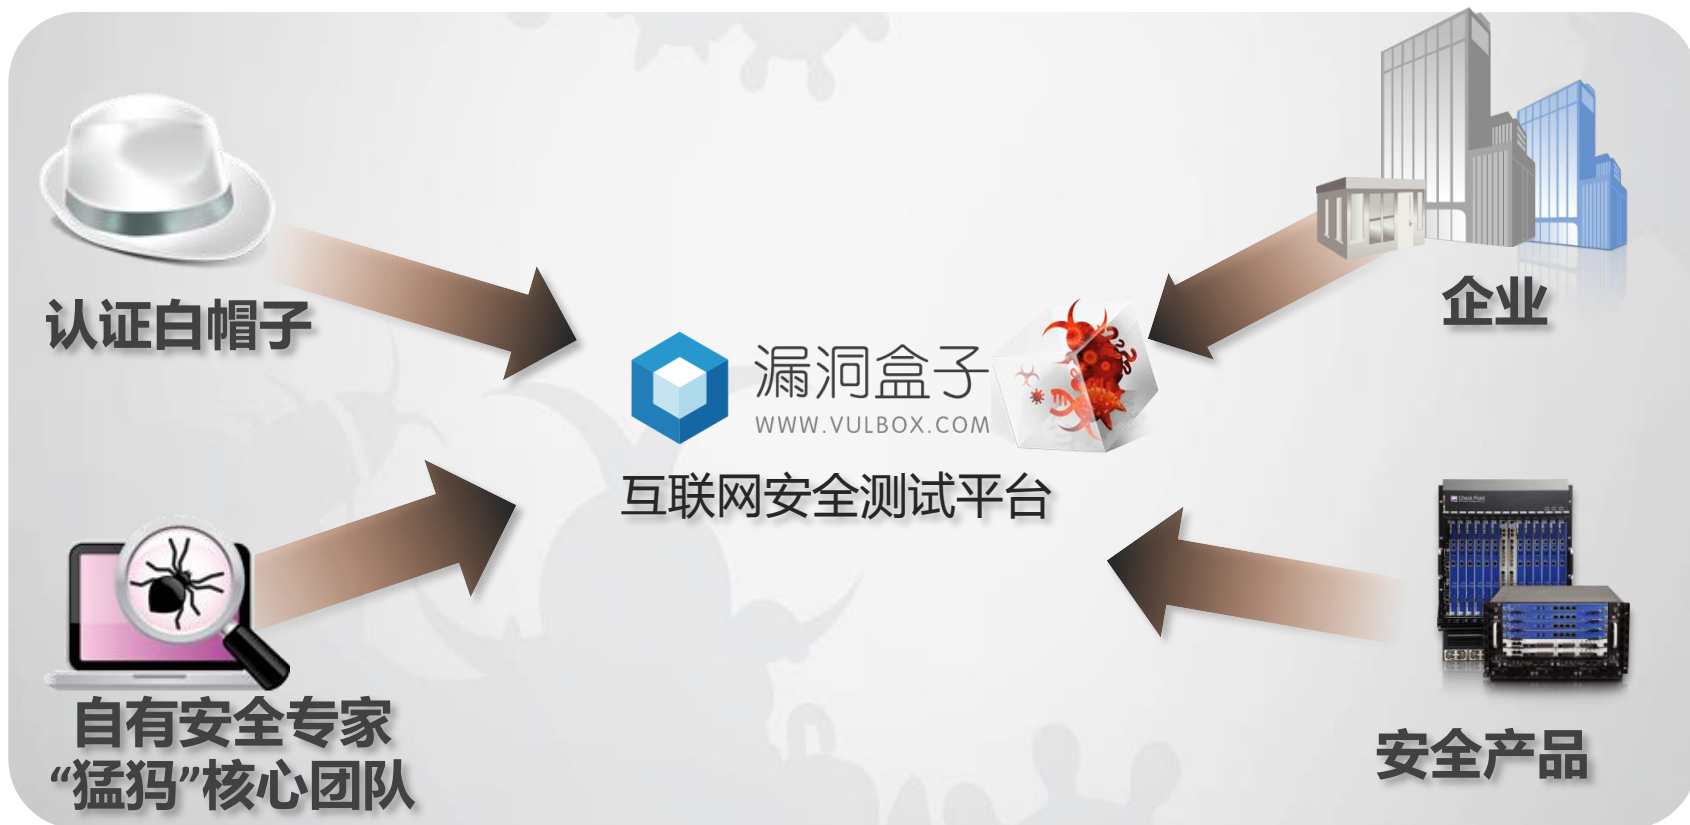 认证白帽子
企业
漏洞盒子
WWW.VULBOX.COM
互联网安全测试平台
Check Point
自有安全专家
“猛犸”核心团队
安全产品